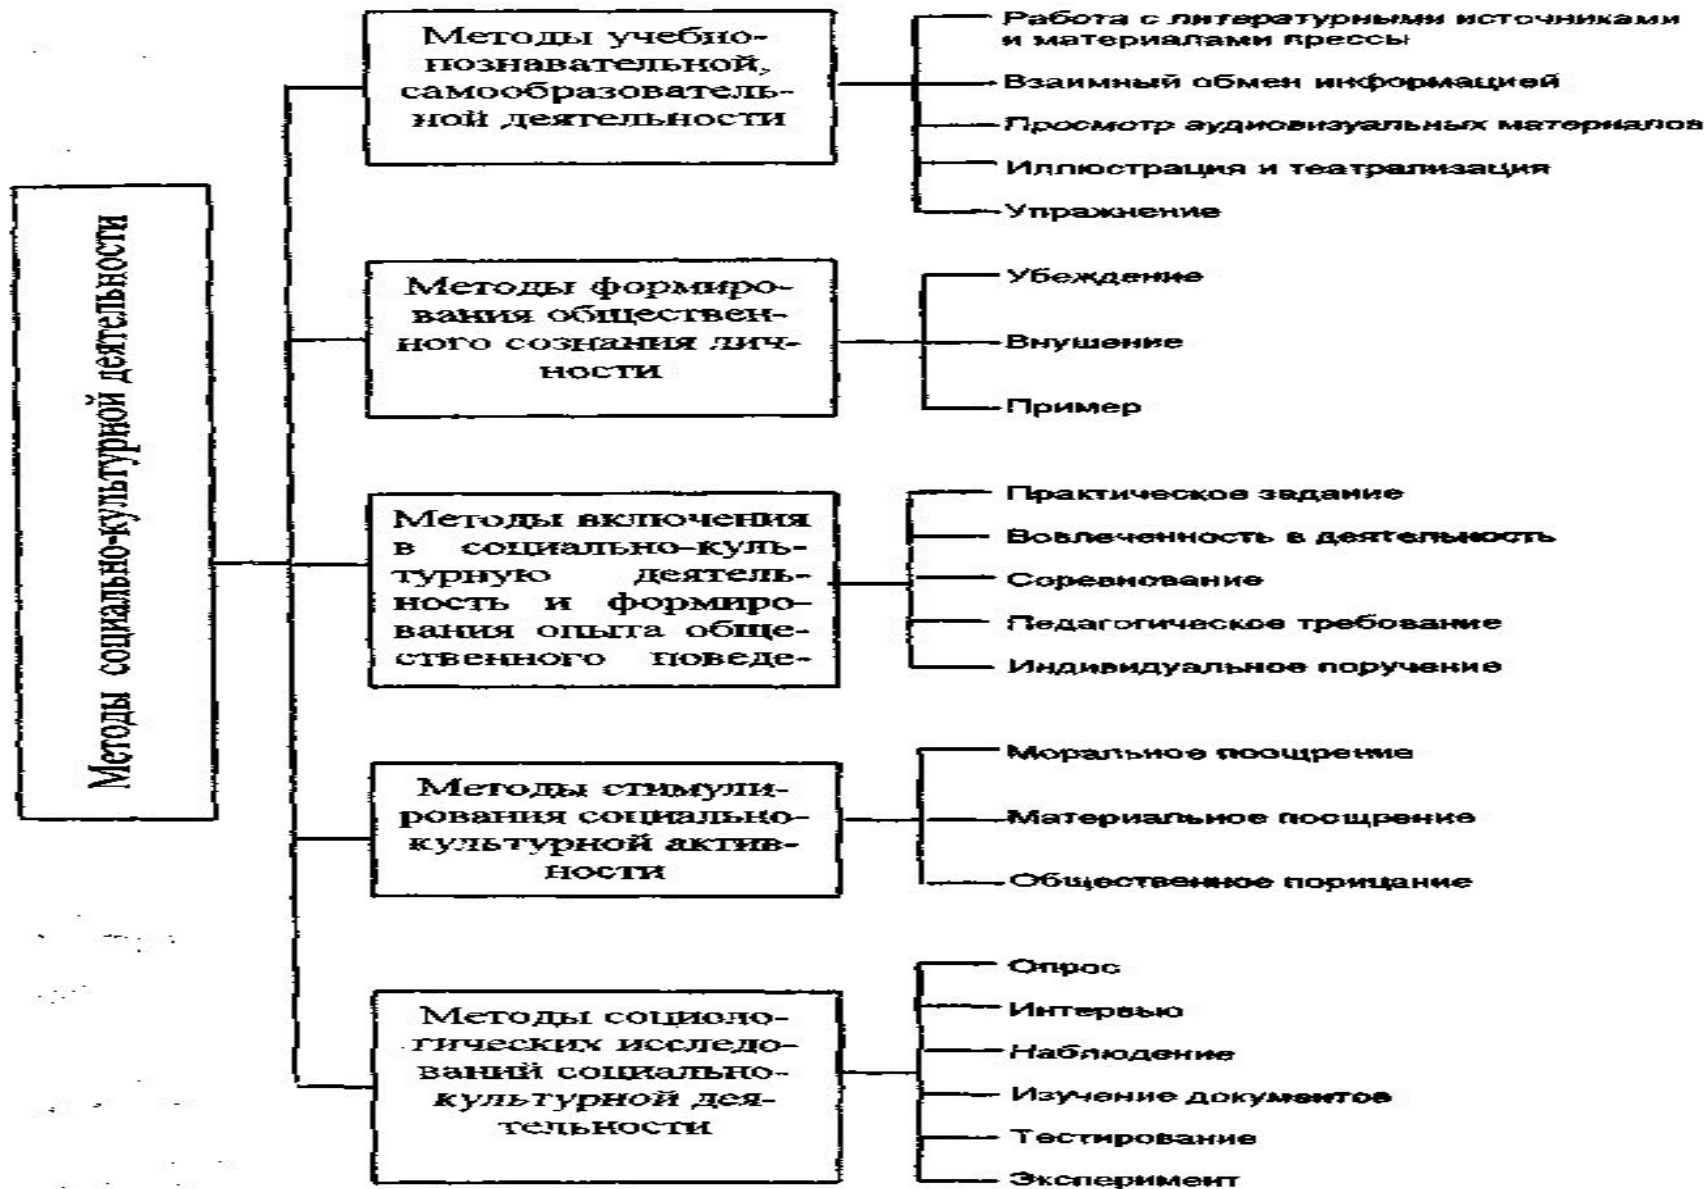 Методы социально-культурной деятельности
Методы учебно-
познавательной,
самообразователь-
ной деятельности
Работа с литературными источниками
и материалами прессы
Взаимный обмен информацией
Просмотр аудиовизуальных материалов
Иллюстрация и театрализация
Упражнение
Методы формиро-
вания обществен-
ного сознания лич-
ности
Убеждение
Внушение
Пример
Методы включения
в социально-куль-
турную деятель-
ность и формиро-
вания опыта обще-
ственного поведе-
Практическое задание
Вовлеченность в деятельность
Соревнование
Педагогическое требование
Индивидуальное поручение
Методы стимули-
рования социально-
культурной актив-
ности
Моральное поощрение
Материальное поощрение
Общественное порицание
Методы социоло-
гических исследо-
ваний социально-
культурной дея-
тельности
Опрос
Интервью
Наблюдение
Изучение документов
Тестирование
Эксперимент